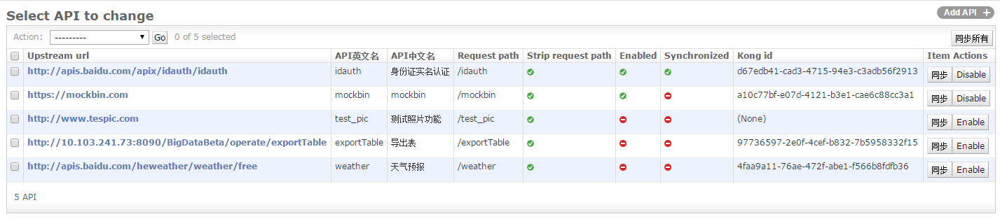 Select API to change
Add API +
Action: --------- Go 0 of 5 selected 同步所有
Upstream url API英文名 API中文名 Request path Strip request path Enabled Synchronized Kong id Item Actions
http://apis.baidu.com/apix/idauth/idauth idauth 身份证实名认证 /idauth d67edb41-cad3-4715-94e3-c3adb56f2913 同步 Disable
https://mockbin.com mockbin mockbin /mockbin a10c77bf-e07d-4121-b3e1-cae6c88cc3a1 同步 Disable
http://www.tespic.com test_pic 测试照片功能 /test_pic (None) 同步 Enable
http://10.103.241.73:8090/BigDataBeta/operate/exportTable exportTable 导出表 /exportTable 97736597-2e0f-4cef-b832-7b5958332f15 同步 Enable
http://apis.baidu.com/heweather/weather/free weather 天气预报 /weather 4faa9a11-76ae-472f-abe1-f566b8fdfb36 同步 Enable
5 API